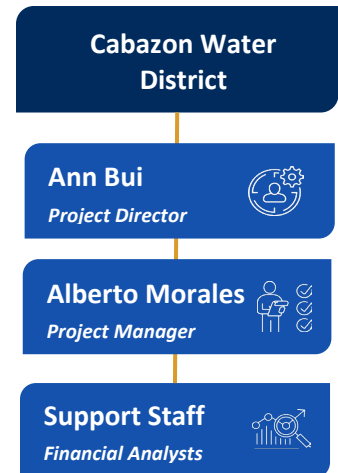 Cabazon Water
District
Ann Bui
Project Director
Alberto Morales
Project Manager
Support Staff
Financial Analysts